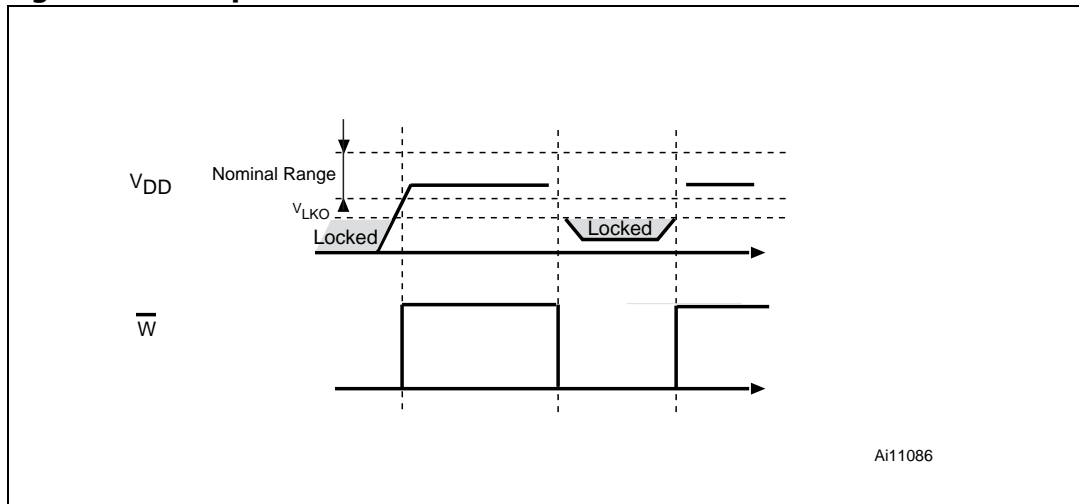 Nominal Range
VDD
VLKO
Locked
Locked
W̅
Ai11086